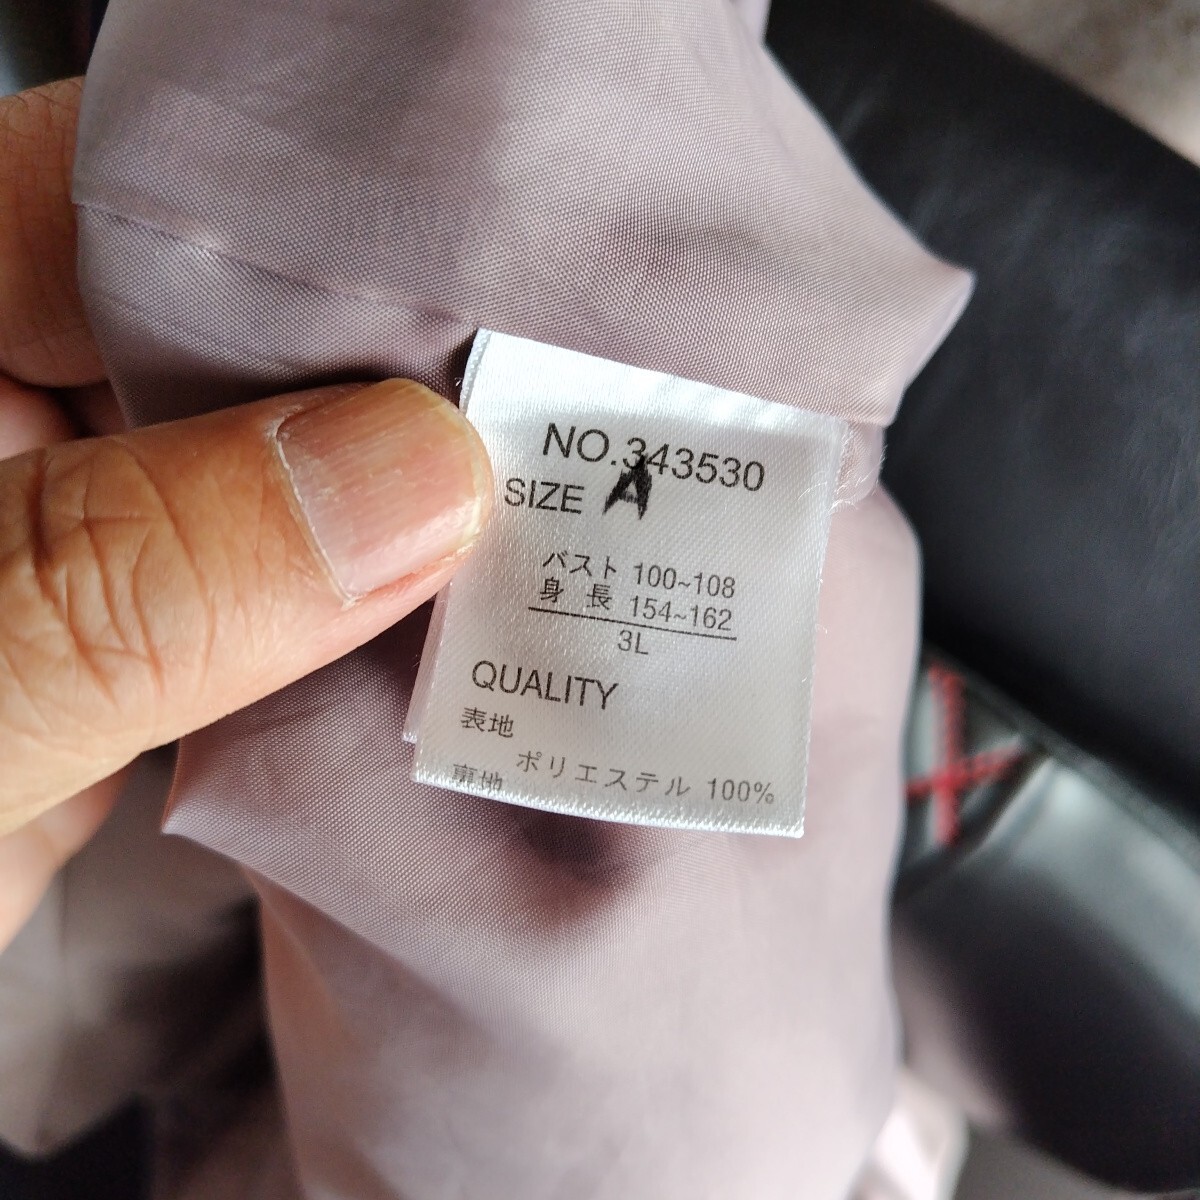 NO.343530
SIZE A
バスト 100~108
身 長 154~162
3L
QUALITY
表地
ポリエステル 100%
裏地